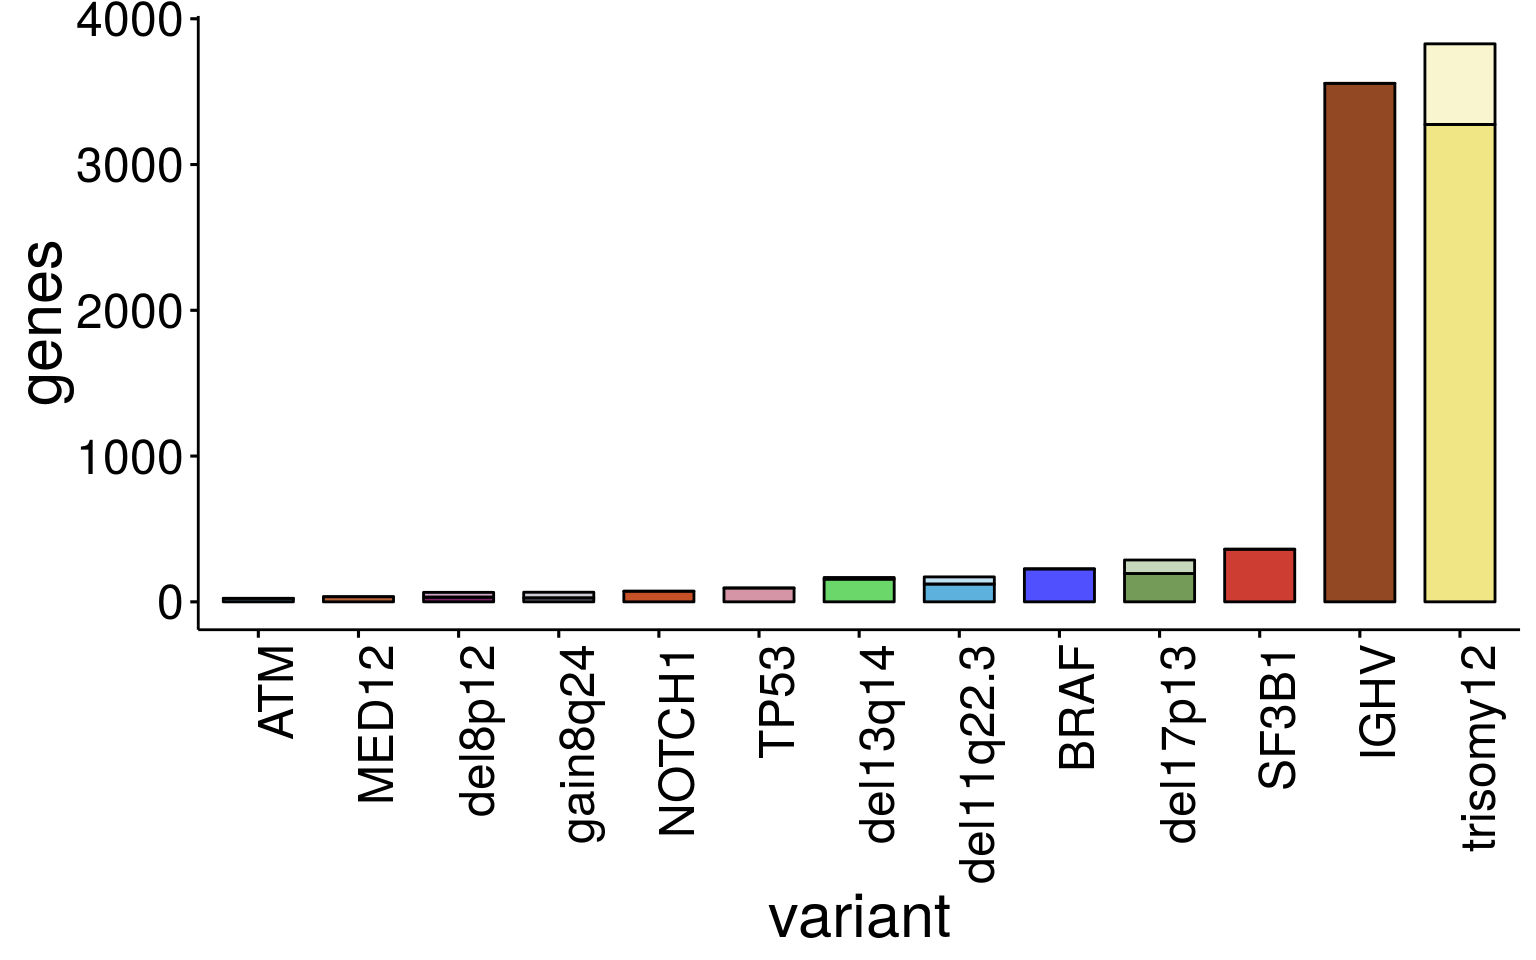 4000
3000
2000
1000
0
genes
ATM
MED12
del8p12
gain8q24
NOTCH1
TP53
del13q14
del11q22.3
BRAF
del17p13
SF3B1
IGHV
trisomy12
variant